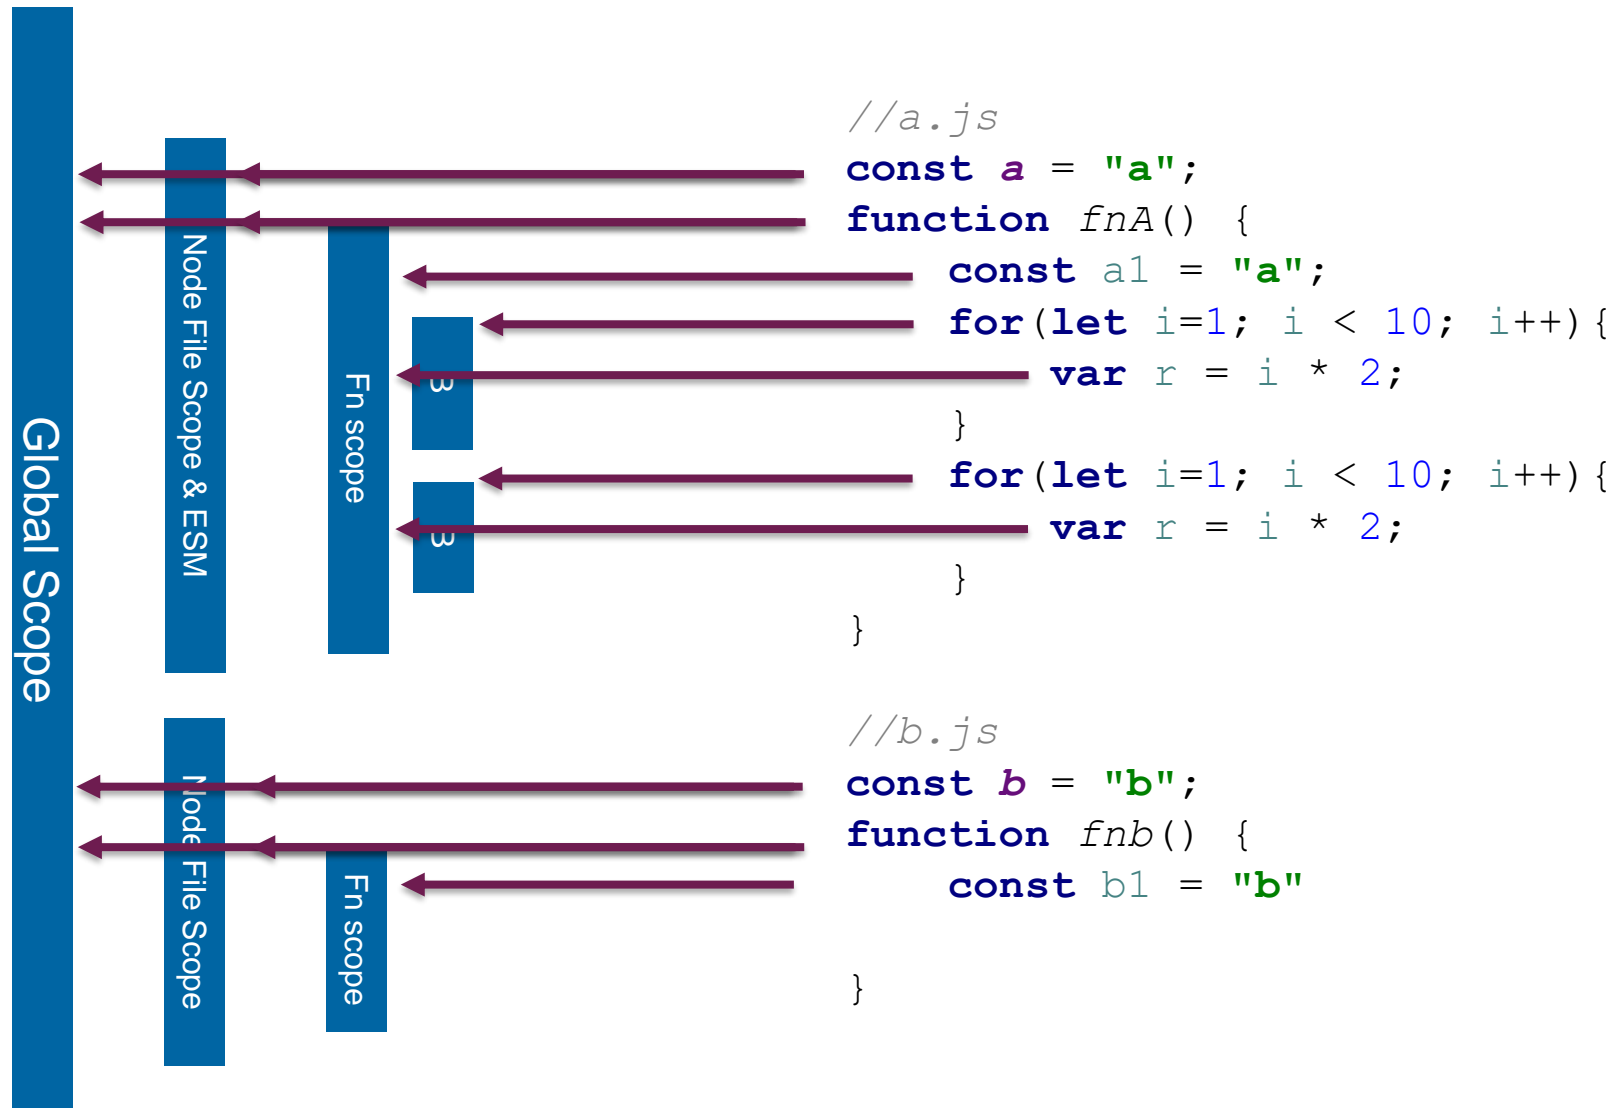 Global Scope
Node File Scope & ESM
Fn scope
B
B
//a.js
const a = "a";
function fnA() {
const a1 = "a";
for(let i=1; i < 10; i++){
var r = i * 2;
}
for(let i=1; i < 10; i++){
var r = i * 2;
}
}
Node File Scope
Fn scope
//b.js
const b = "b";
function fnb() {
const b1 = "b"
}